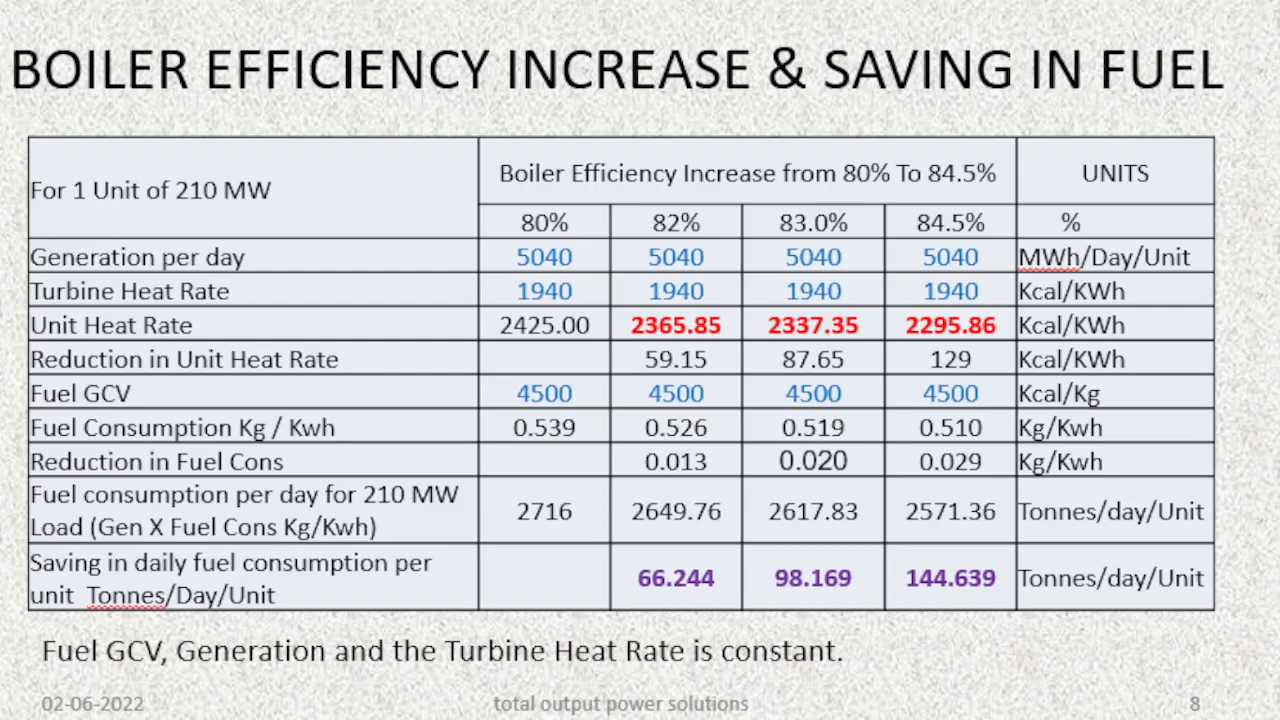 BOILER EFFICIENCY INCREASE & SAVING IN FUEL
For 1 Unit of 210 MW
Boiler Efficiency Increase from 80% To 84.5%
UNITS
80% 82% 83.0% 84.5% %
Generation per day 5040 5040 5040 5040 MWh/Day/Unit
Turbine Heat Rate 1940 1940 1940 1940 Kcal/KWh
Unit Heat Rate 2425.00 2365.85 2337.35 2295.86 Kcal/KWh
Reduction in Unit Heat Rate 59.15 87.65 129 Kcal/KWh
Fuel GCV 4500 4500 4500 4500 Kcal/Kg
Fuel Consumption Kg / Kwh 0.539 0.526 0.519 0.510 Kg/Kwh
Reduction in Fuel Cons 0.013 0.020 0.029 Kg/Kwh
Fuel consumption per day for 210 MW
Load (Gen X Fuel Cons Kg/Kwh) 2716 2649.76 2617.83 2571.36 Tonnes/day/Unit
Saving in daily fuel consumption per
unit Tonnes/Day/Unit 66.244 98.169 144.639 Tonnes/day/Unit
Fuel GCV, Generation and the Turbine Heat Rate is constant.
02-06-2022 total output power solutions 8